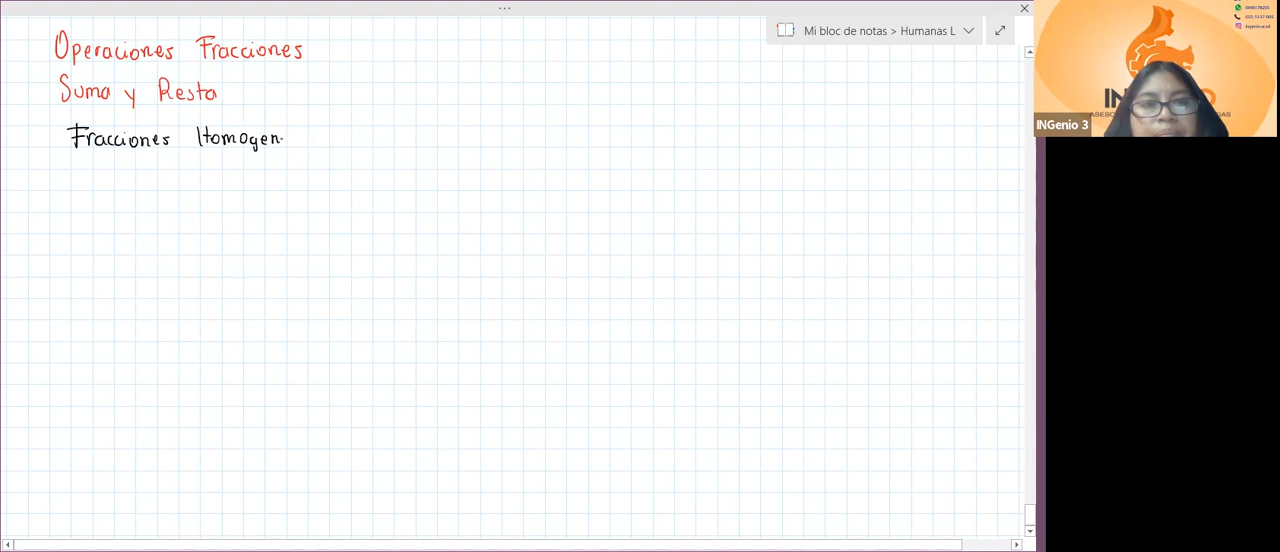 Mi bloc de notas > Humanas L
Operaciones Fracciones
Suma y Resta
Fracciones Homogen
INGenio 3